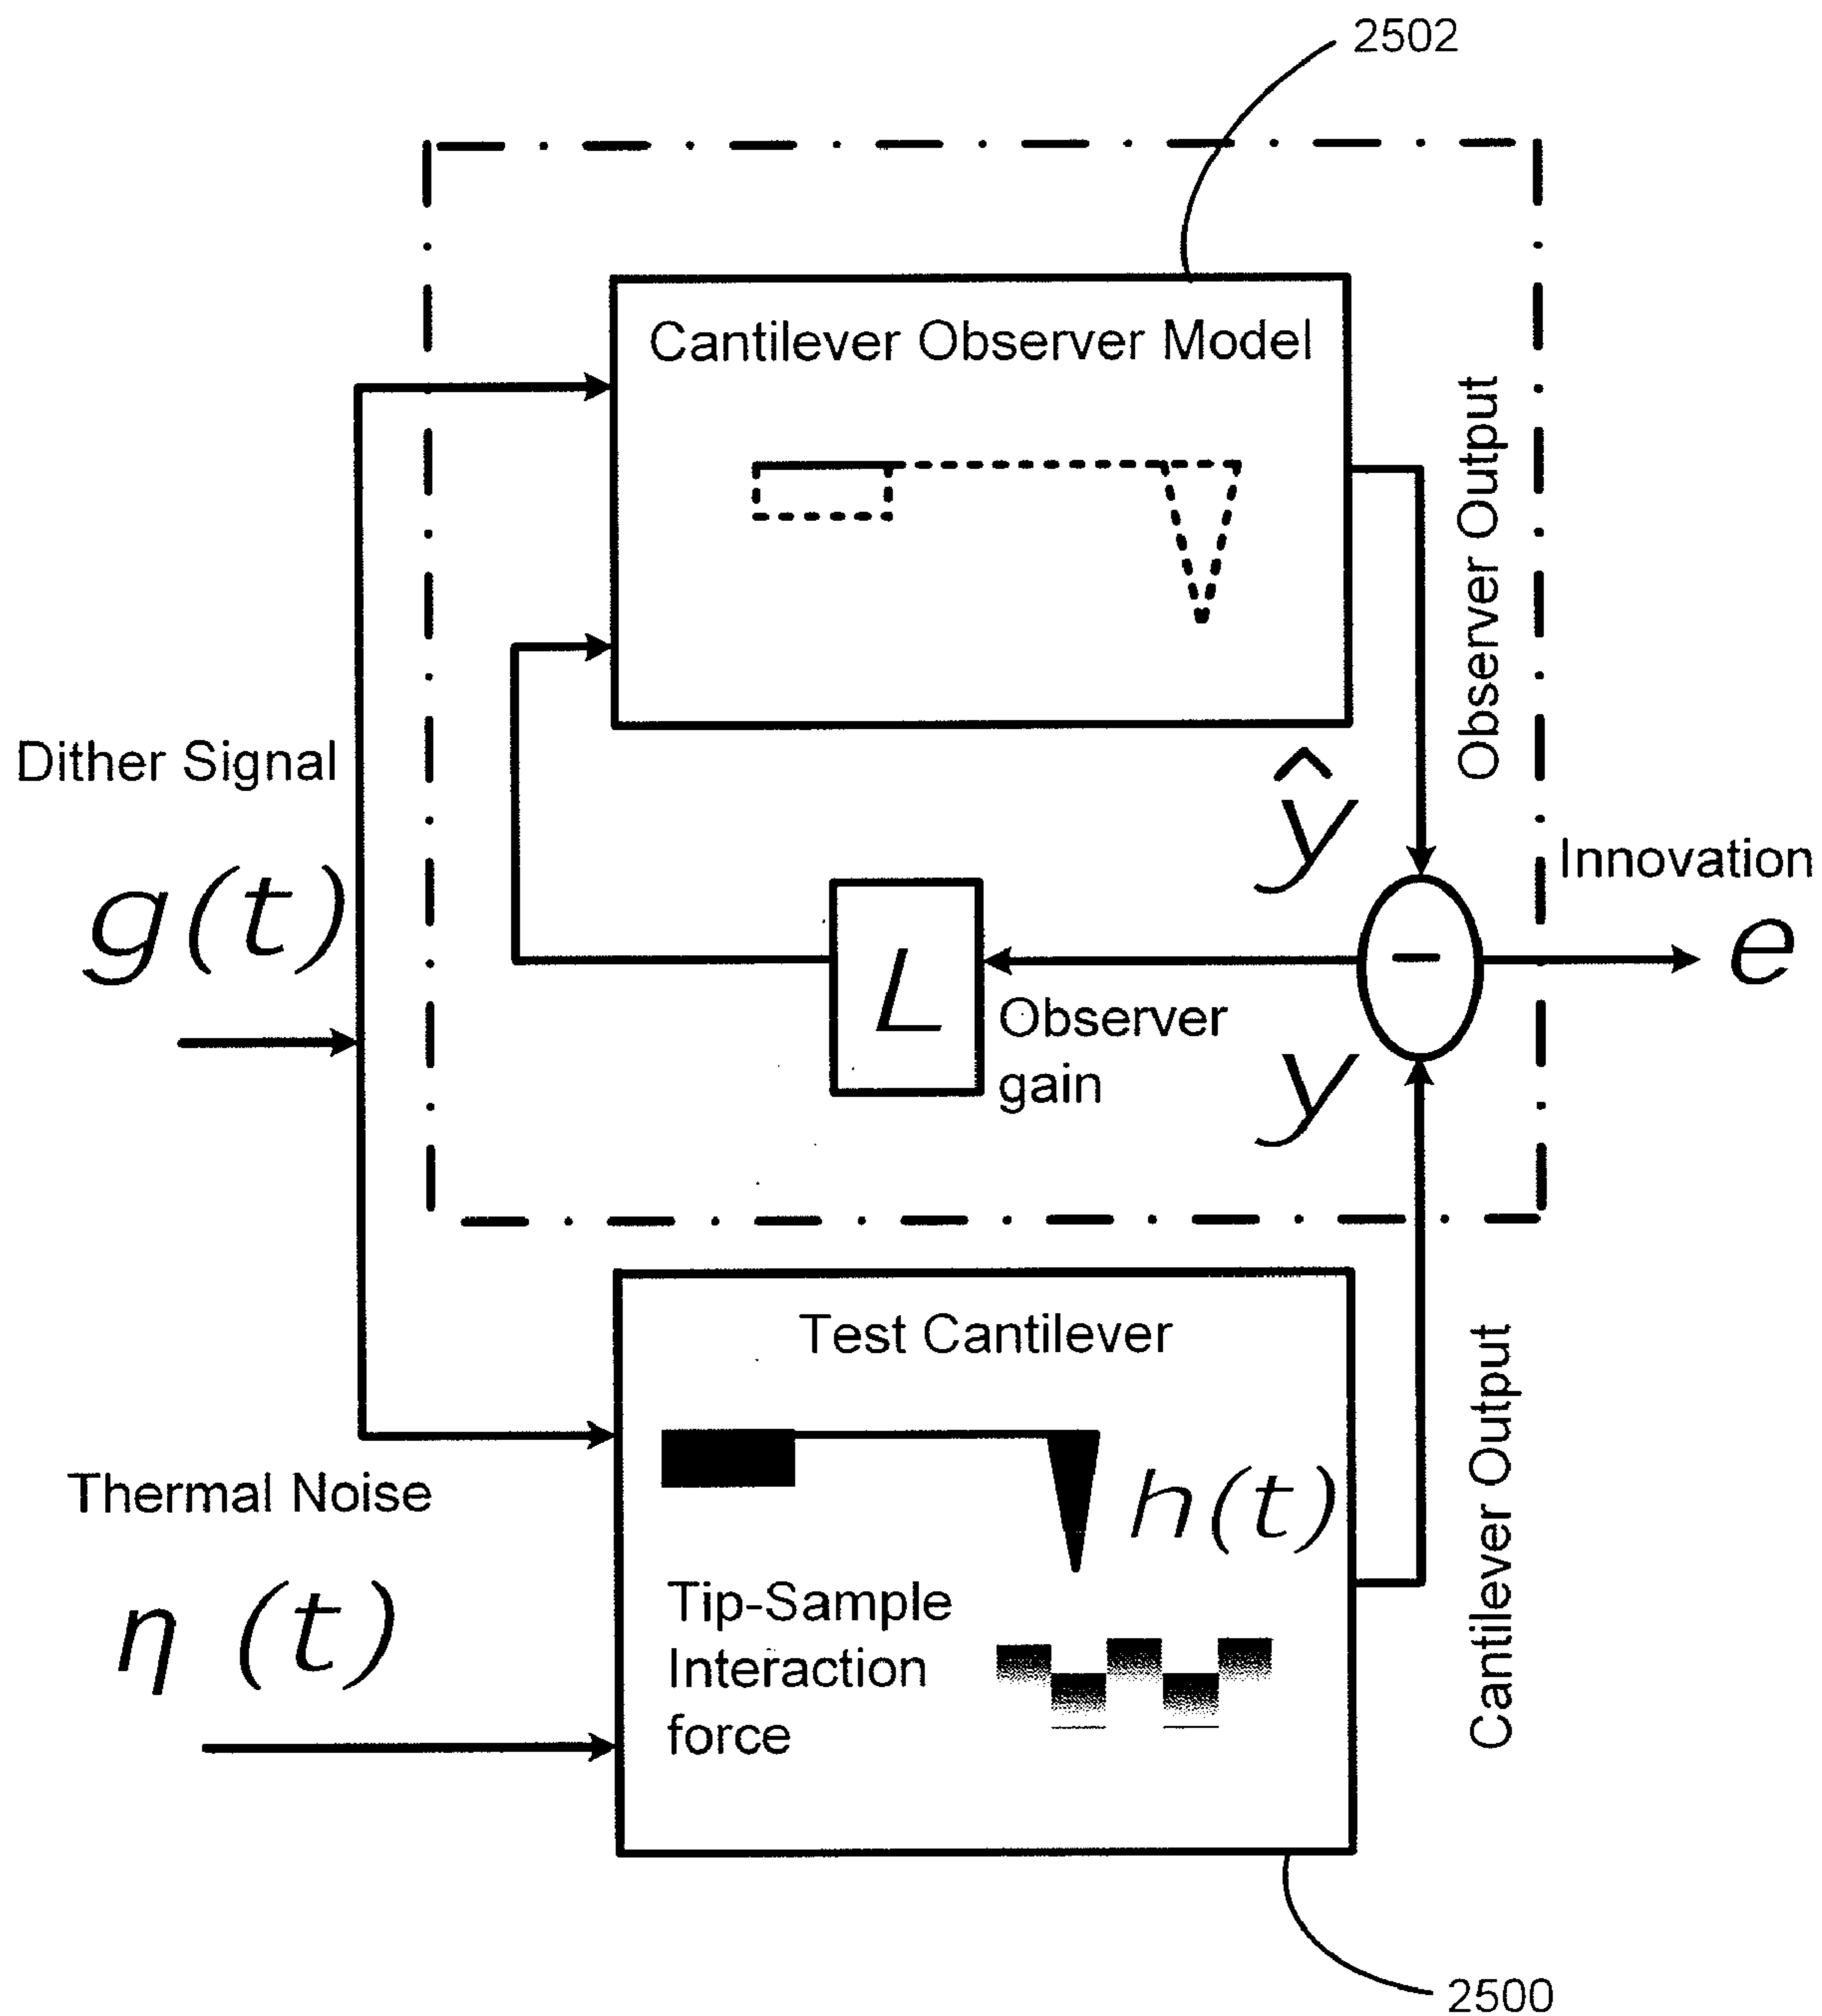 2502
Cantilever Observer Model
Observer Output
Dither Signal
g(t)
ŷ
Innovation
e
L
Observer
gain
y
-
Test Cantilever
h(t)
Thermal Noise
η (t)
Tip-Sample
Interaction
force
Cantilever Output
2500